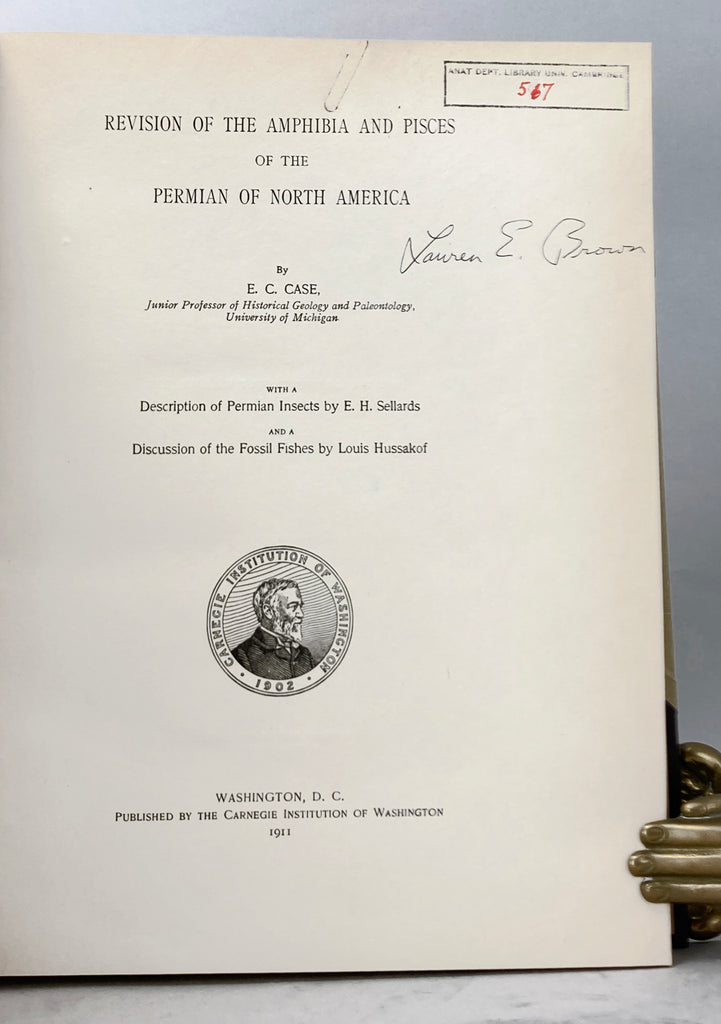 ANAT DEPT. LIBRARY UNIV. CAMBRIDGE
567
REVISION OF THE AMPHIBIA AND PISCES
OF THE
PERMIAN OF NORTH AMERICA
Lauren E. Brown
By
E. C. CASE,
Junior Professor of Historical Geology and Paleontology,
University of Michigan
WITH A
Description of Permian Insects by E. H. Sellards
AND A
Discussion of the Fossil Fishes by Louis Hussakof
CARNEGIE INSTITUTION OF WASHINGTON
1902
WASHINGTON, D. C.
PUBLISHED BY THE CARNEGIE INSTITUTION OF WASHINGTON
1911